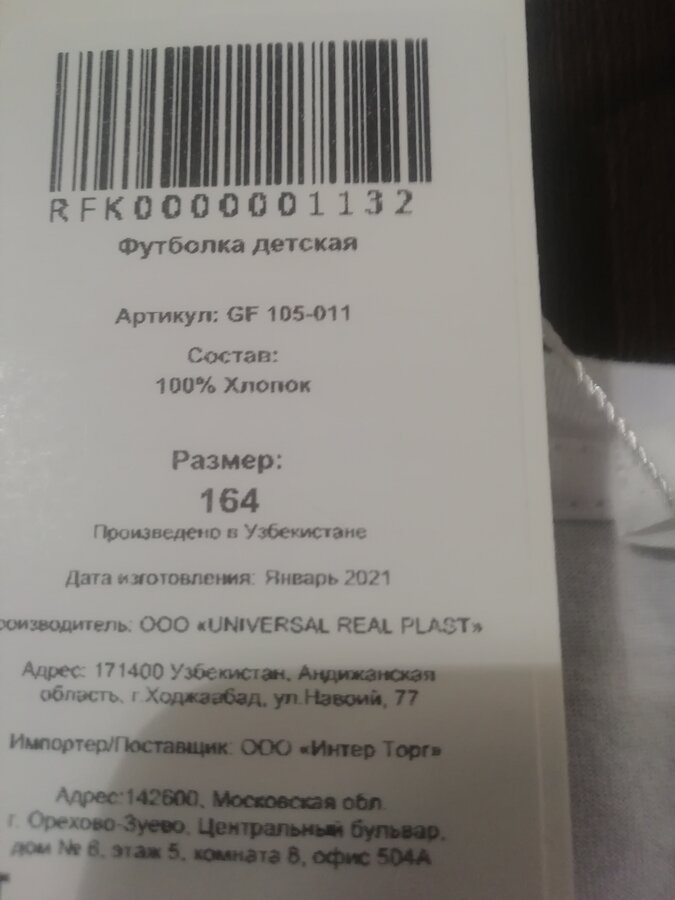 RFK0000001132
Футболка детская
Артикул: GF 105-011
Состав:
100% Хлопок
Размер:
164
Произведено в Узбекистане
Дата изготовления: Январь 2021
роизводитель: ООО «UNIVERSAL REAL PLAST»
Адрес: 171400 Узбекистан, Андижанская
область, г.Ходжаабад, ул.Навоий, 77
Импортер/Поставщик: ООО «Интер Торг»
Адрес:142600, Московская обл.
г. Орехово-Зуево, Центральный бульвар,
дом № 6, этаж 5, комната 8, офис 504А